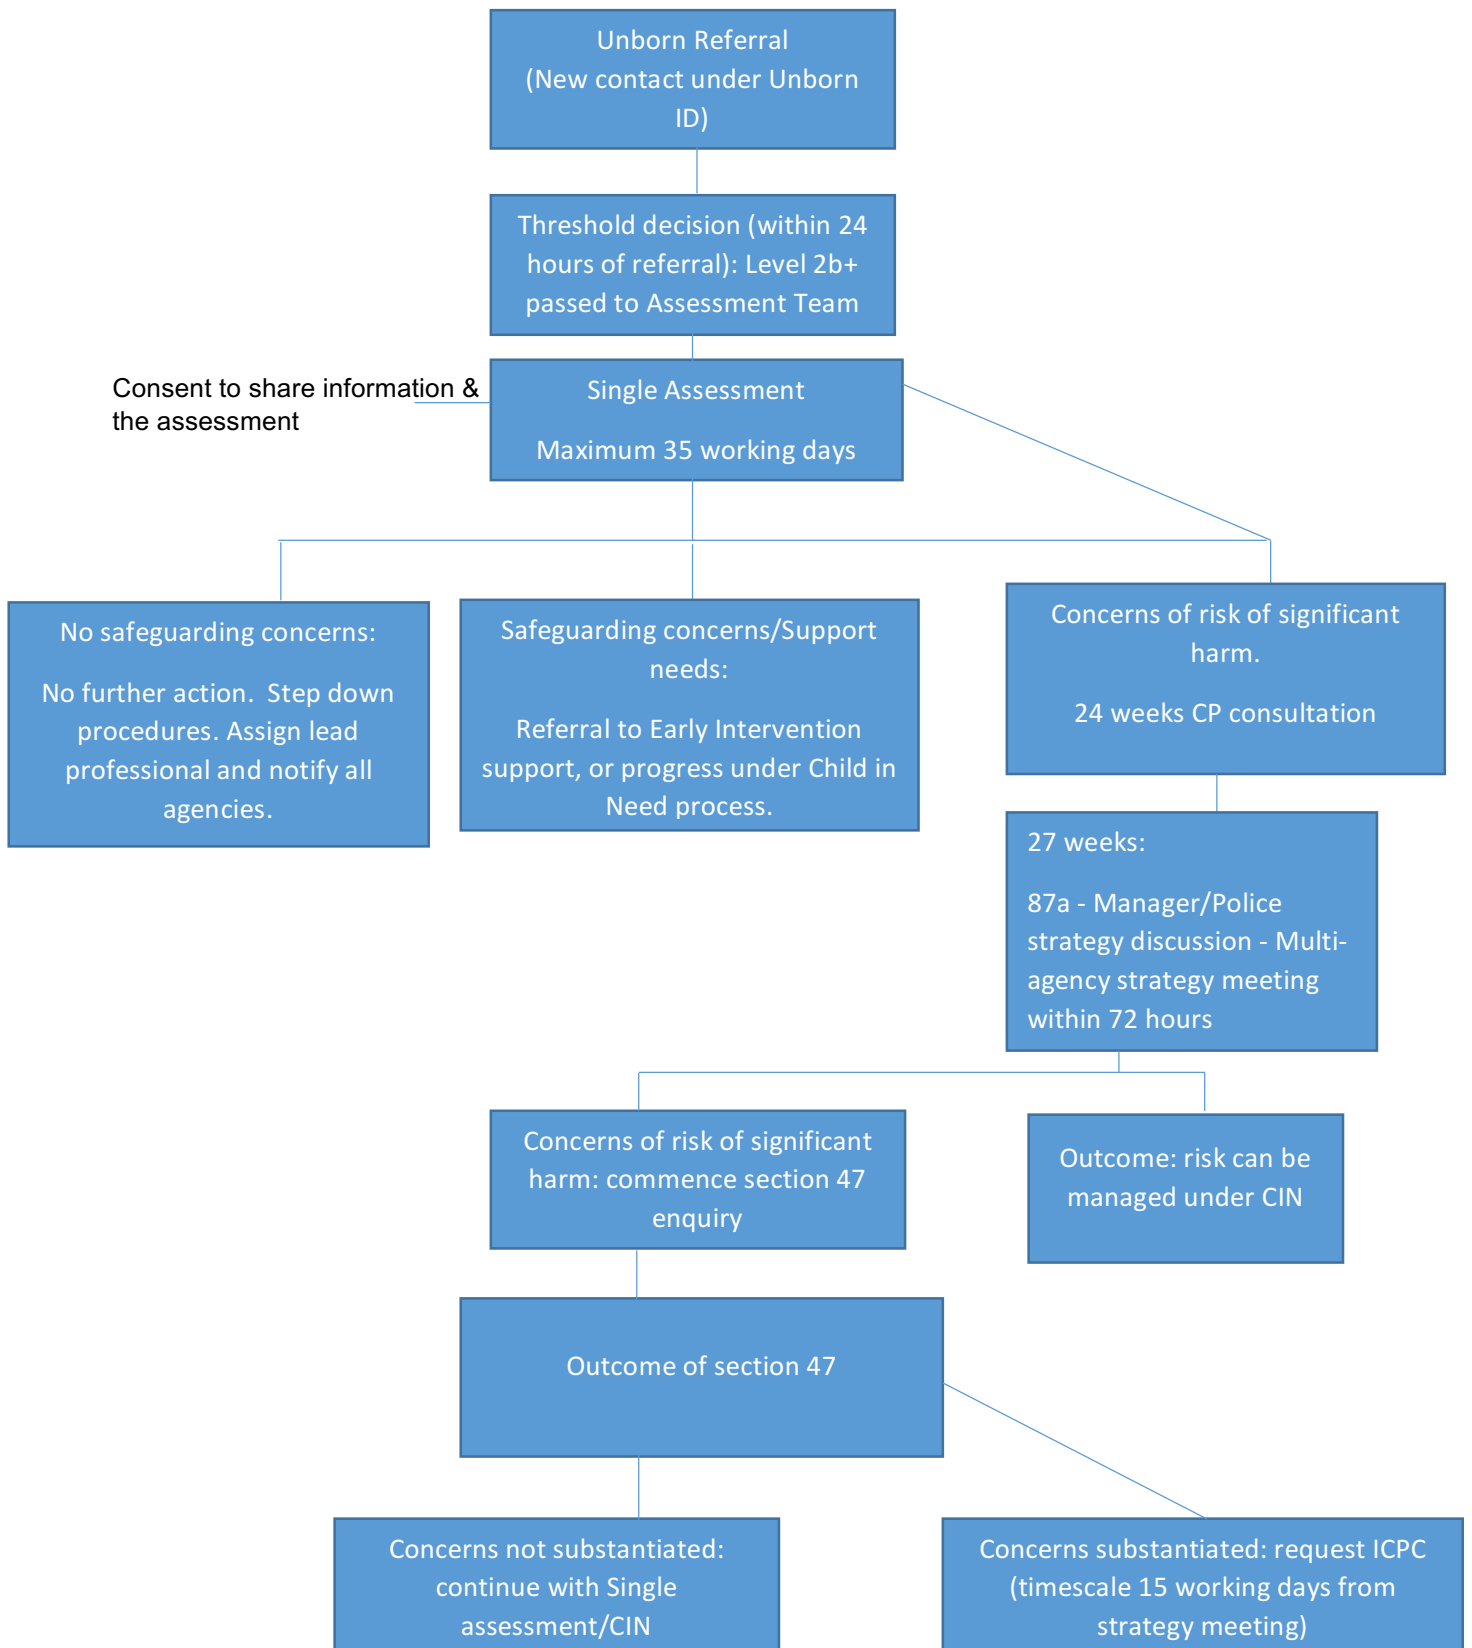 Unborn Referral
(New contact under Unborn
ID)
Threshold decision (within 24
hours of referral): Level 2b+
passed to Assessment Team
Consent to share information &
the assessment
Single Assessment
Maximum 35 working days
No safeguarding concerns:
No further action.  Step down
procedures. Assign lead
professional and notify all
agencies.
Safeguarding concerns/Support
needs:
Referral to Early Intervention
support, or progress under Child in
Need process.
Concerns of risk of significant
harm.
24 weeks CP consultation
27 weeks:
87a - Manager/Police
strategy discussion - Multi-
agency strategy meeting
within 72 hours
Concerns of risk of significant
harm: commence section 47
enquiry
Outcome: risk can be
managed under CIN
Outcome of section 47
Concerns not substantiated:
continue with Single
assessment/CIN
Concerns substantiated: request ICPC
(timescale 15 working days from
strategy meeting)